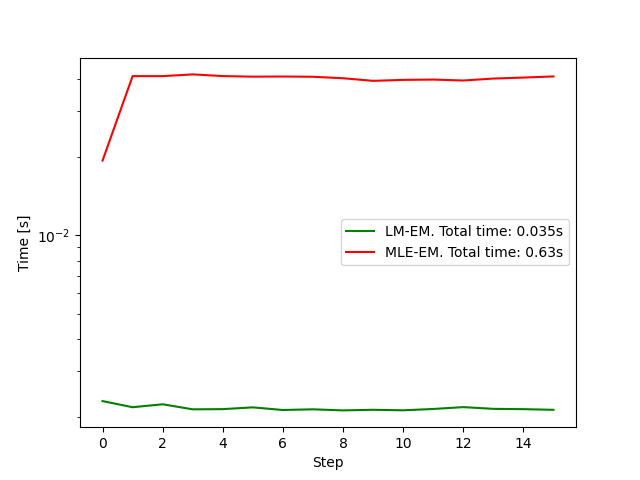 Time [s]
10⁻²
LM-EM. Total time: 0.035s
MLE-EM. Total time: 0.63s
0 2 4 6 8 10 12 14
Step